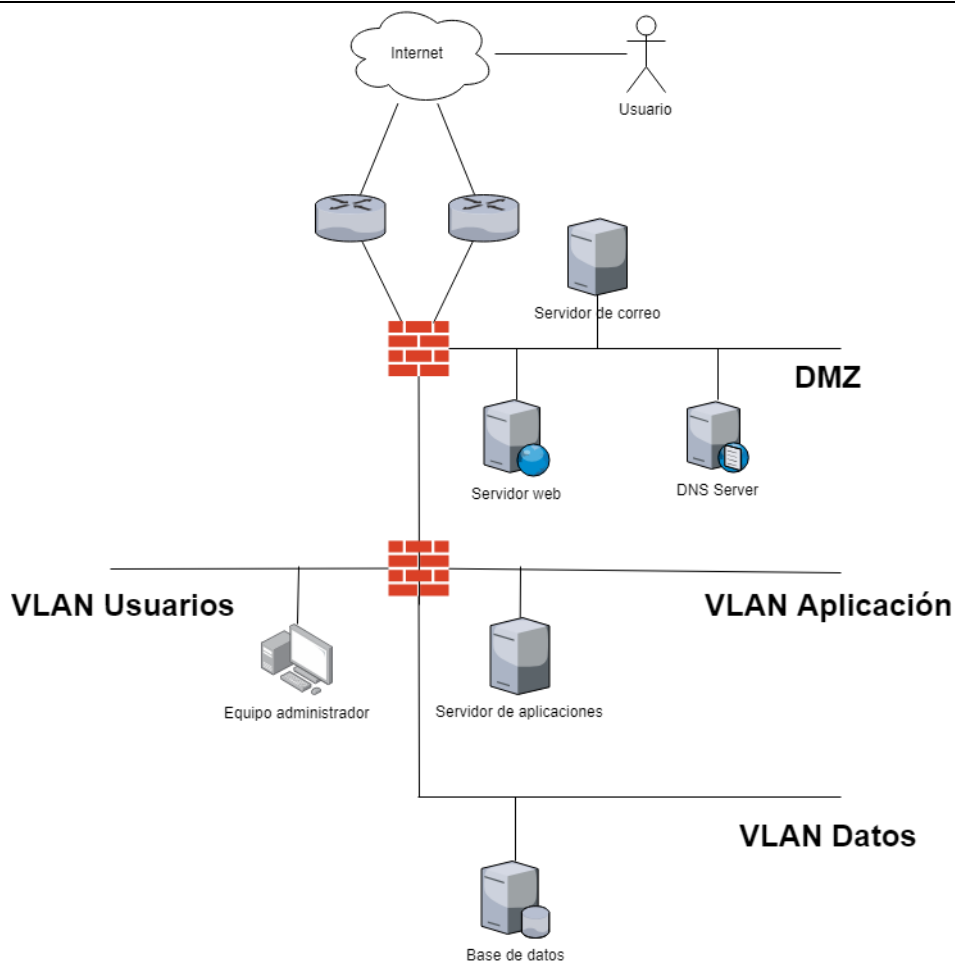 Internet
Usuario
Servidor de correo
DMZ
Servidor web
DNS Server
VLAN Usuarios
VLAN Aplicación
Equipo administrador
Servidor de aplicaciones
VLAN Datos
Base de datos